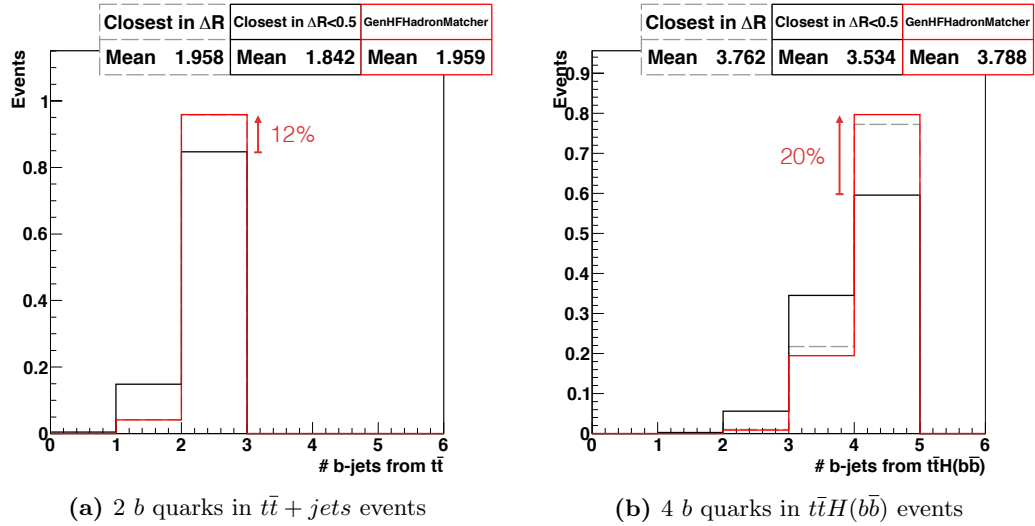 Closest in ΔR Closest in ΔR<0.5 GenHFHadronMatcher
Mean 1.958 Mean 1.842 Mean 1.959
Events
1
0.8
0.6
0.4
0.2
0
12%
0 1 2 3 4 5 6
# b-jets from tt̄
(a) 2 b quarks in tt̄ + jets events
Closest in ΔR Closest in ΔR<0.5 GenHFHadronMatcher
Mean 3.762 Mean 3.534 Mean 3.788
Events
0.9
0.8
0.7
0.6
0.5
0.4
0.3
0.2
0.1
0
20%
0 1 2 3 4 5 6
# b-jets from tt̄H(bb̄)
(b) 4 b quarks in tt̄H(bb̄) events